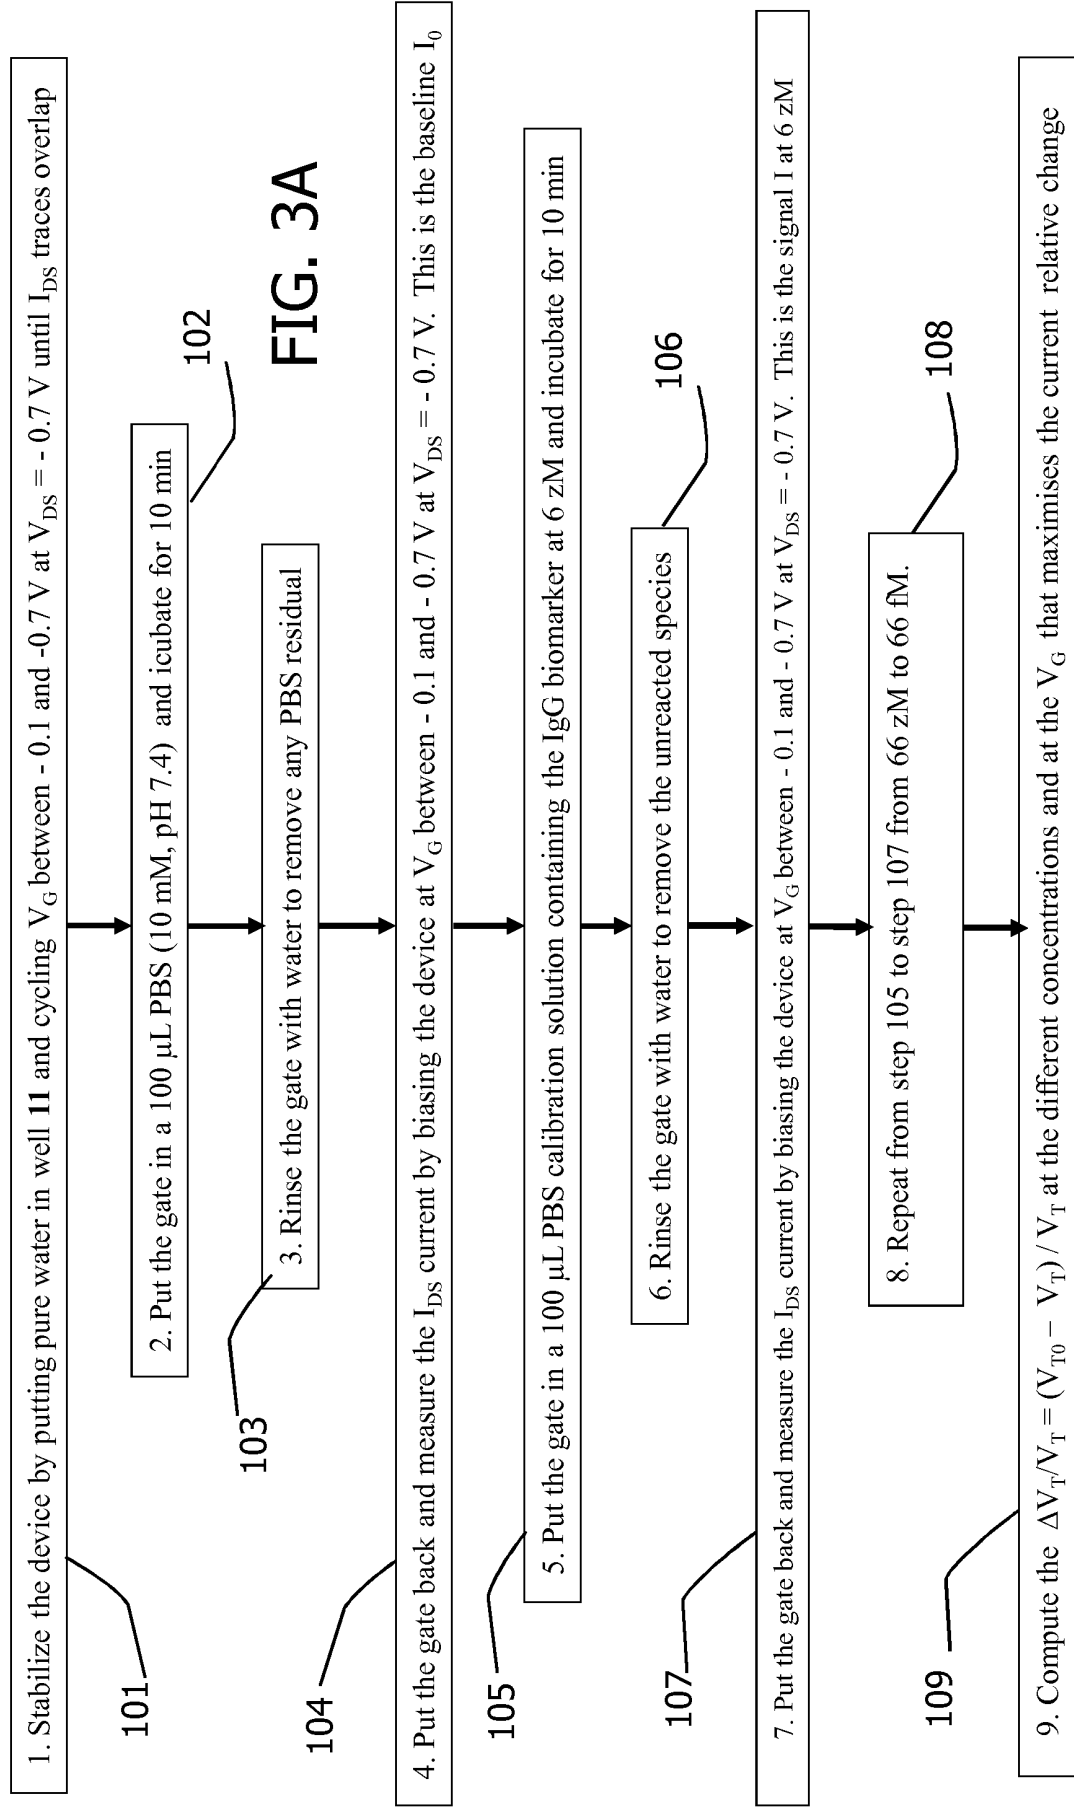 1. Stabilize the device by putting pure water in well 11 and cycling V_G between - 0.1 and -0.7 V at V_DS = - 0.7 V until I_DS traces overlap
101
2. Put the gate in a 100 µL PBS (10 mM, pH 7.4) and icubate for 10 min
102
3. Rinse the gate with water to remove any PBS residual
103
FIG. 3A
4. Put the gate back and measure the I_DS current by biasing the device at V_G between - 0.1 and - 0.7 V at V_DS = - 0.7 V. This is the baseline I_0
104
5. Put the gate in a 100 µL PBS calibration solution containing the IgG biomarker at 6 zM and incubate for 10 min
105
6. Rinse the gate with water to remove the unreacted species
106
7. Put the gate back and measure the I_DS current by biasing the device at V_G between - 0.1 and - 0.7 V at V_DS = - 0.7 V. This is the signal I at 6 zM
107
8. Repeat from step 105 to step 107 from 66 zM to 66 fM.
108
9. Compute the ΔV_T/V_T = (V_T0 − V_T) / V_T at the different concentrations and at the V_G that maximises the current relative change
109